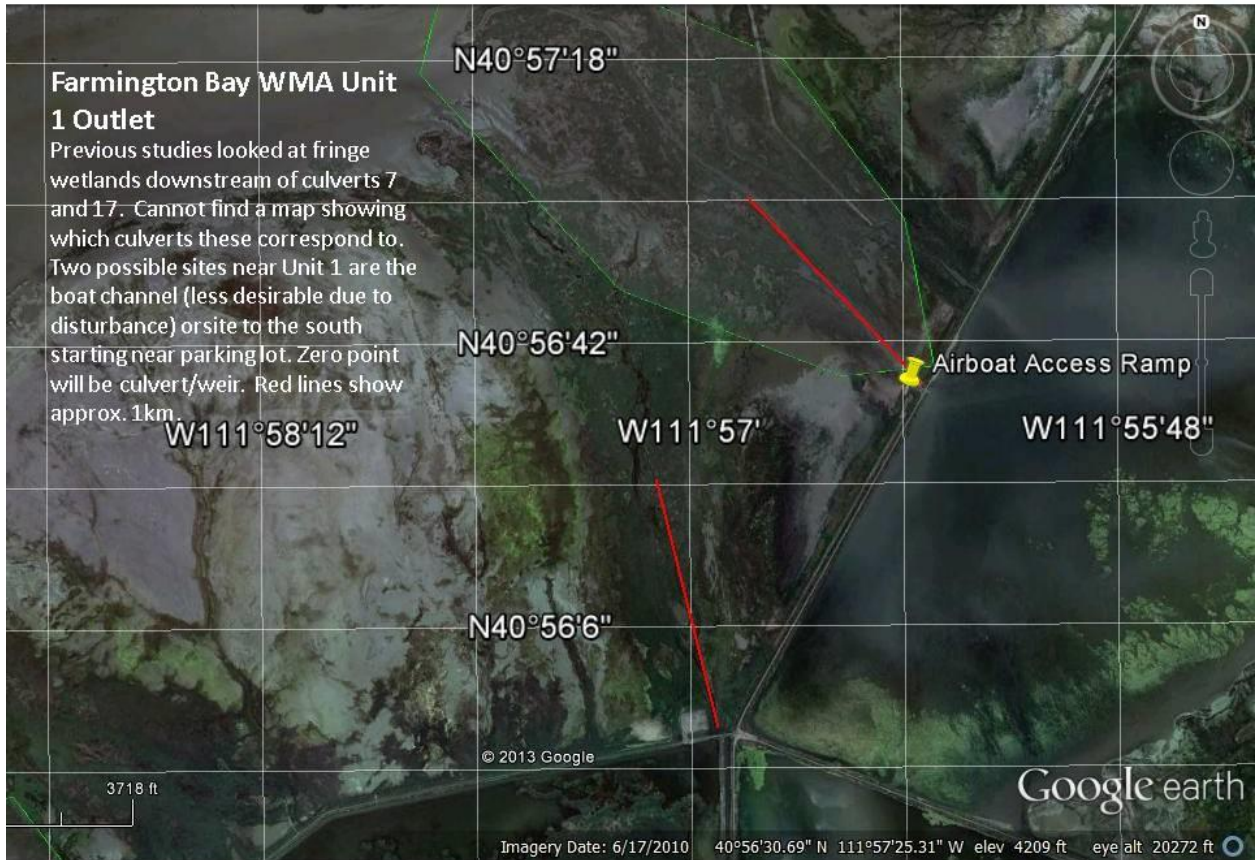 N40°57'18"
Farmington Bay WMA Unit
1 Outlet
Previous studies looked at fringe
wetlands downstream of culverts 7
and 17. Cannot find a map showing
which culverts these correspond to.
Two possible sites near Unit 1 are the
boat channel (less desirable due to
disturbance) orsite to the south
starting near parking lot. Zero point
will be culvert/weir. Red lines show
approx. 1km.
N
N40°56'42"
Airboat Access Ramp
W111°58'12"
W111°57'
W111°55'48"
N40°56'6"
© 2013 Google
3718 ft
Google earth
Imagery Date: 6/17/2010 40°56'30.69" N 111°57'25.31" W elev 4209 ft eye alt 20272 ft